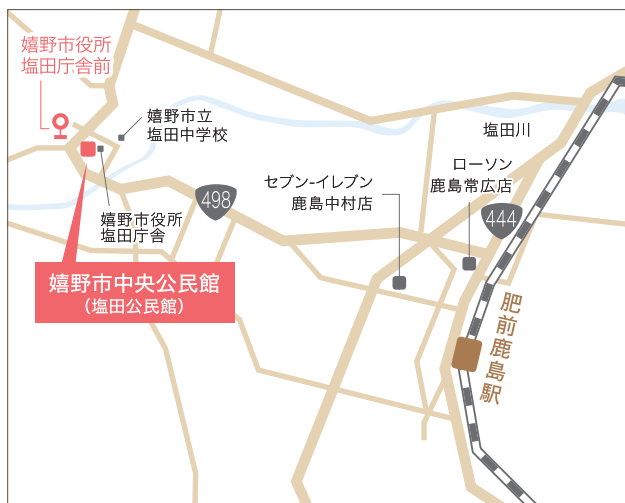 嬉野市役所
塩田庁舎前
嬉野市立
塩田中学校
塩田川
ローソン
鹿島常広店
セブン-イレブン
鹿島中村店
498
444
嬉野市役所
塩田庁舎
嬉野市中央公民館
（塩田公民館）
肥前鹿島駅